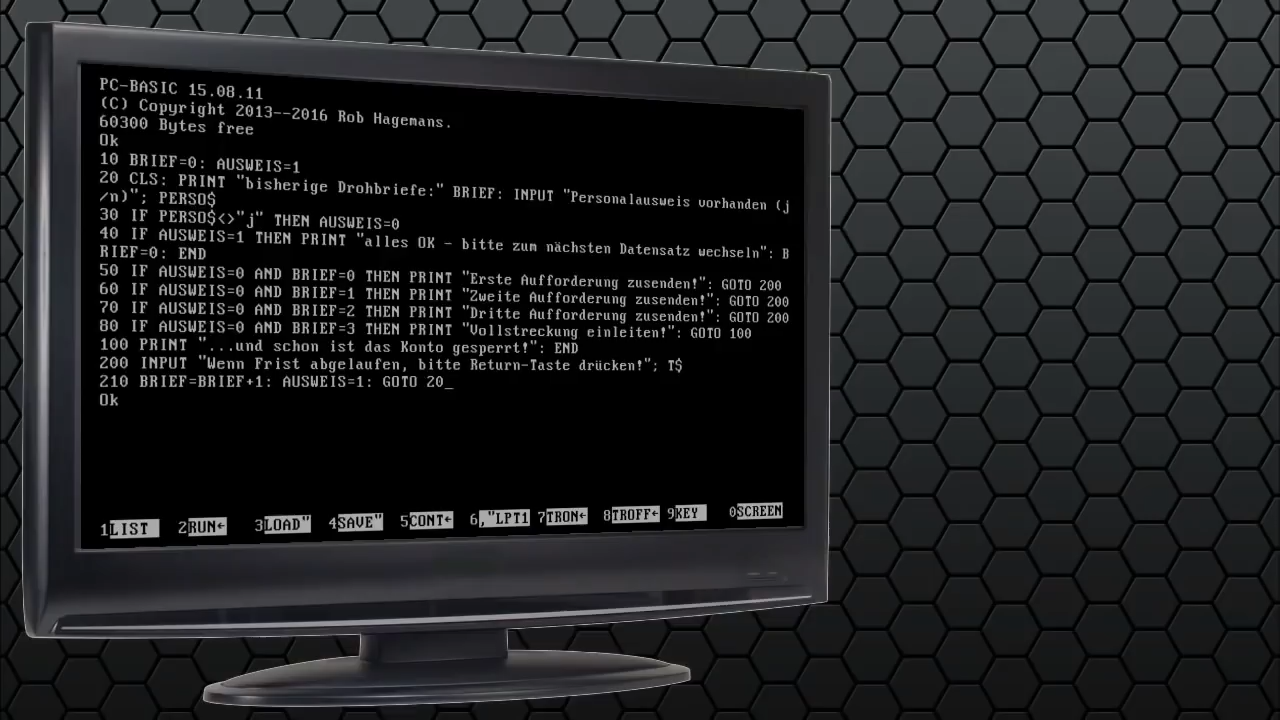 PC-BASIC 15.08.11
(C) Copyright 2013--2016 Rob Hagemans.
60300 Bytes free
Ok
10 BRIEF=0: AUSWEIS=1
20 CLS: PRINT "bisherige Drohbriefe:" BRIEF: INPUT "Personalausweis vorhanden (j
/n)"; PERSO$
30 IF PERSO$<>"j" THEN AUSWEIS=0
40 IF AUSWEIS=1 THEN PRINT "alles OK - bitte zum nächsten Datensatz wechseln": B
RIEF=0: END
50 IF AUSWEIS=0 AND BRIEF=0 THEN PRINT "Erste Aufforderung zusenden!": GOTO 200
60 IF AUSWEIS=0 AND BRIEF=1 THEN PRINT "Zweite Aufforderung zusenden!": GOTO 200
70 IF AUSWEIS=0 AND BRIEF=2 THEN PRINT "Dritte Aufforderung zusenden!": GOTO 200
80 IF AUSWEIS=0 AND BRIEF=3 THEN PRINT "Vollstreckung einleiten!": GOTO 100
100 PRINT "...und schon ist das Konto gesperrt!": END
200 INPUT "Wenn Frist abgelaufen, bitte Return-Taste drücken!"; T$
210 BRIEF=BRIEF+1: AUSWEIS=1: GOTO 20_
Ok
1LIST 2RUN← 3LOAD" 4SAVE" 5CONT← 6,"LPT1 7TRON← 8TROFF← 9KEY 0SCREEN